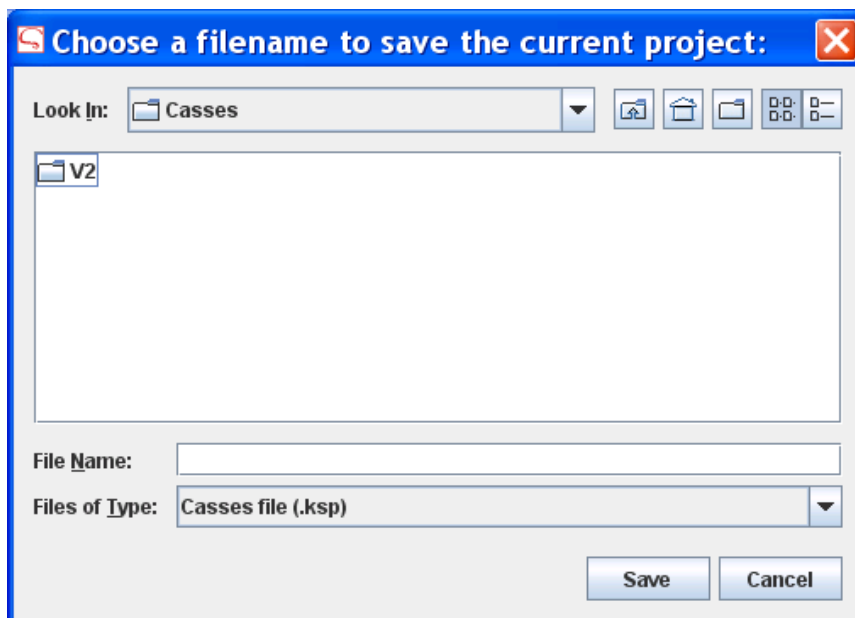 Choose a filename to save the current project:
Look In: Casses
V2
File Name:
Files of Type: Casses file (.ksp)
Save Cancel